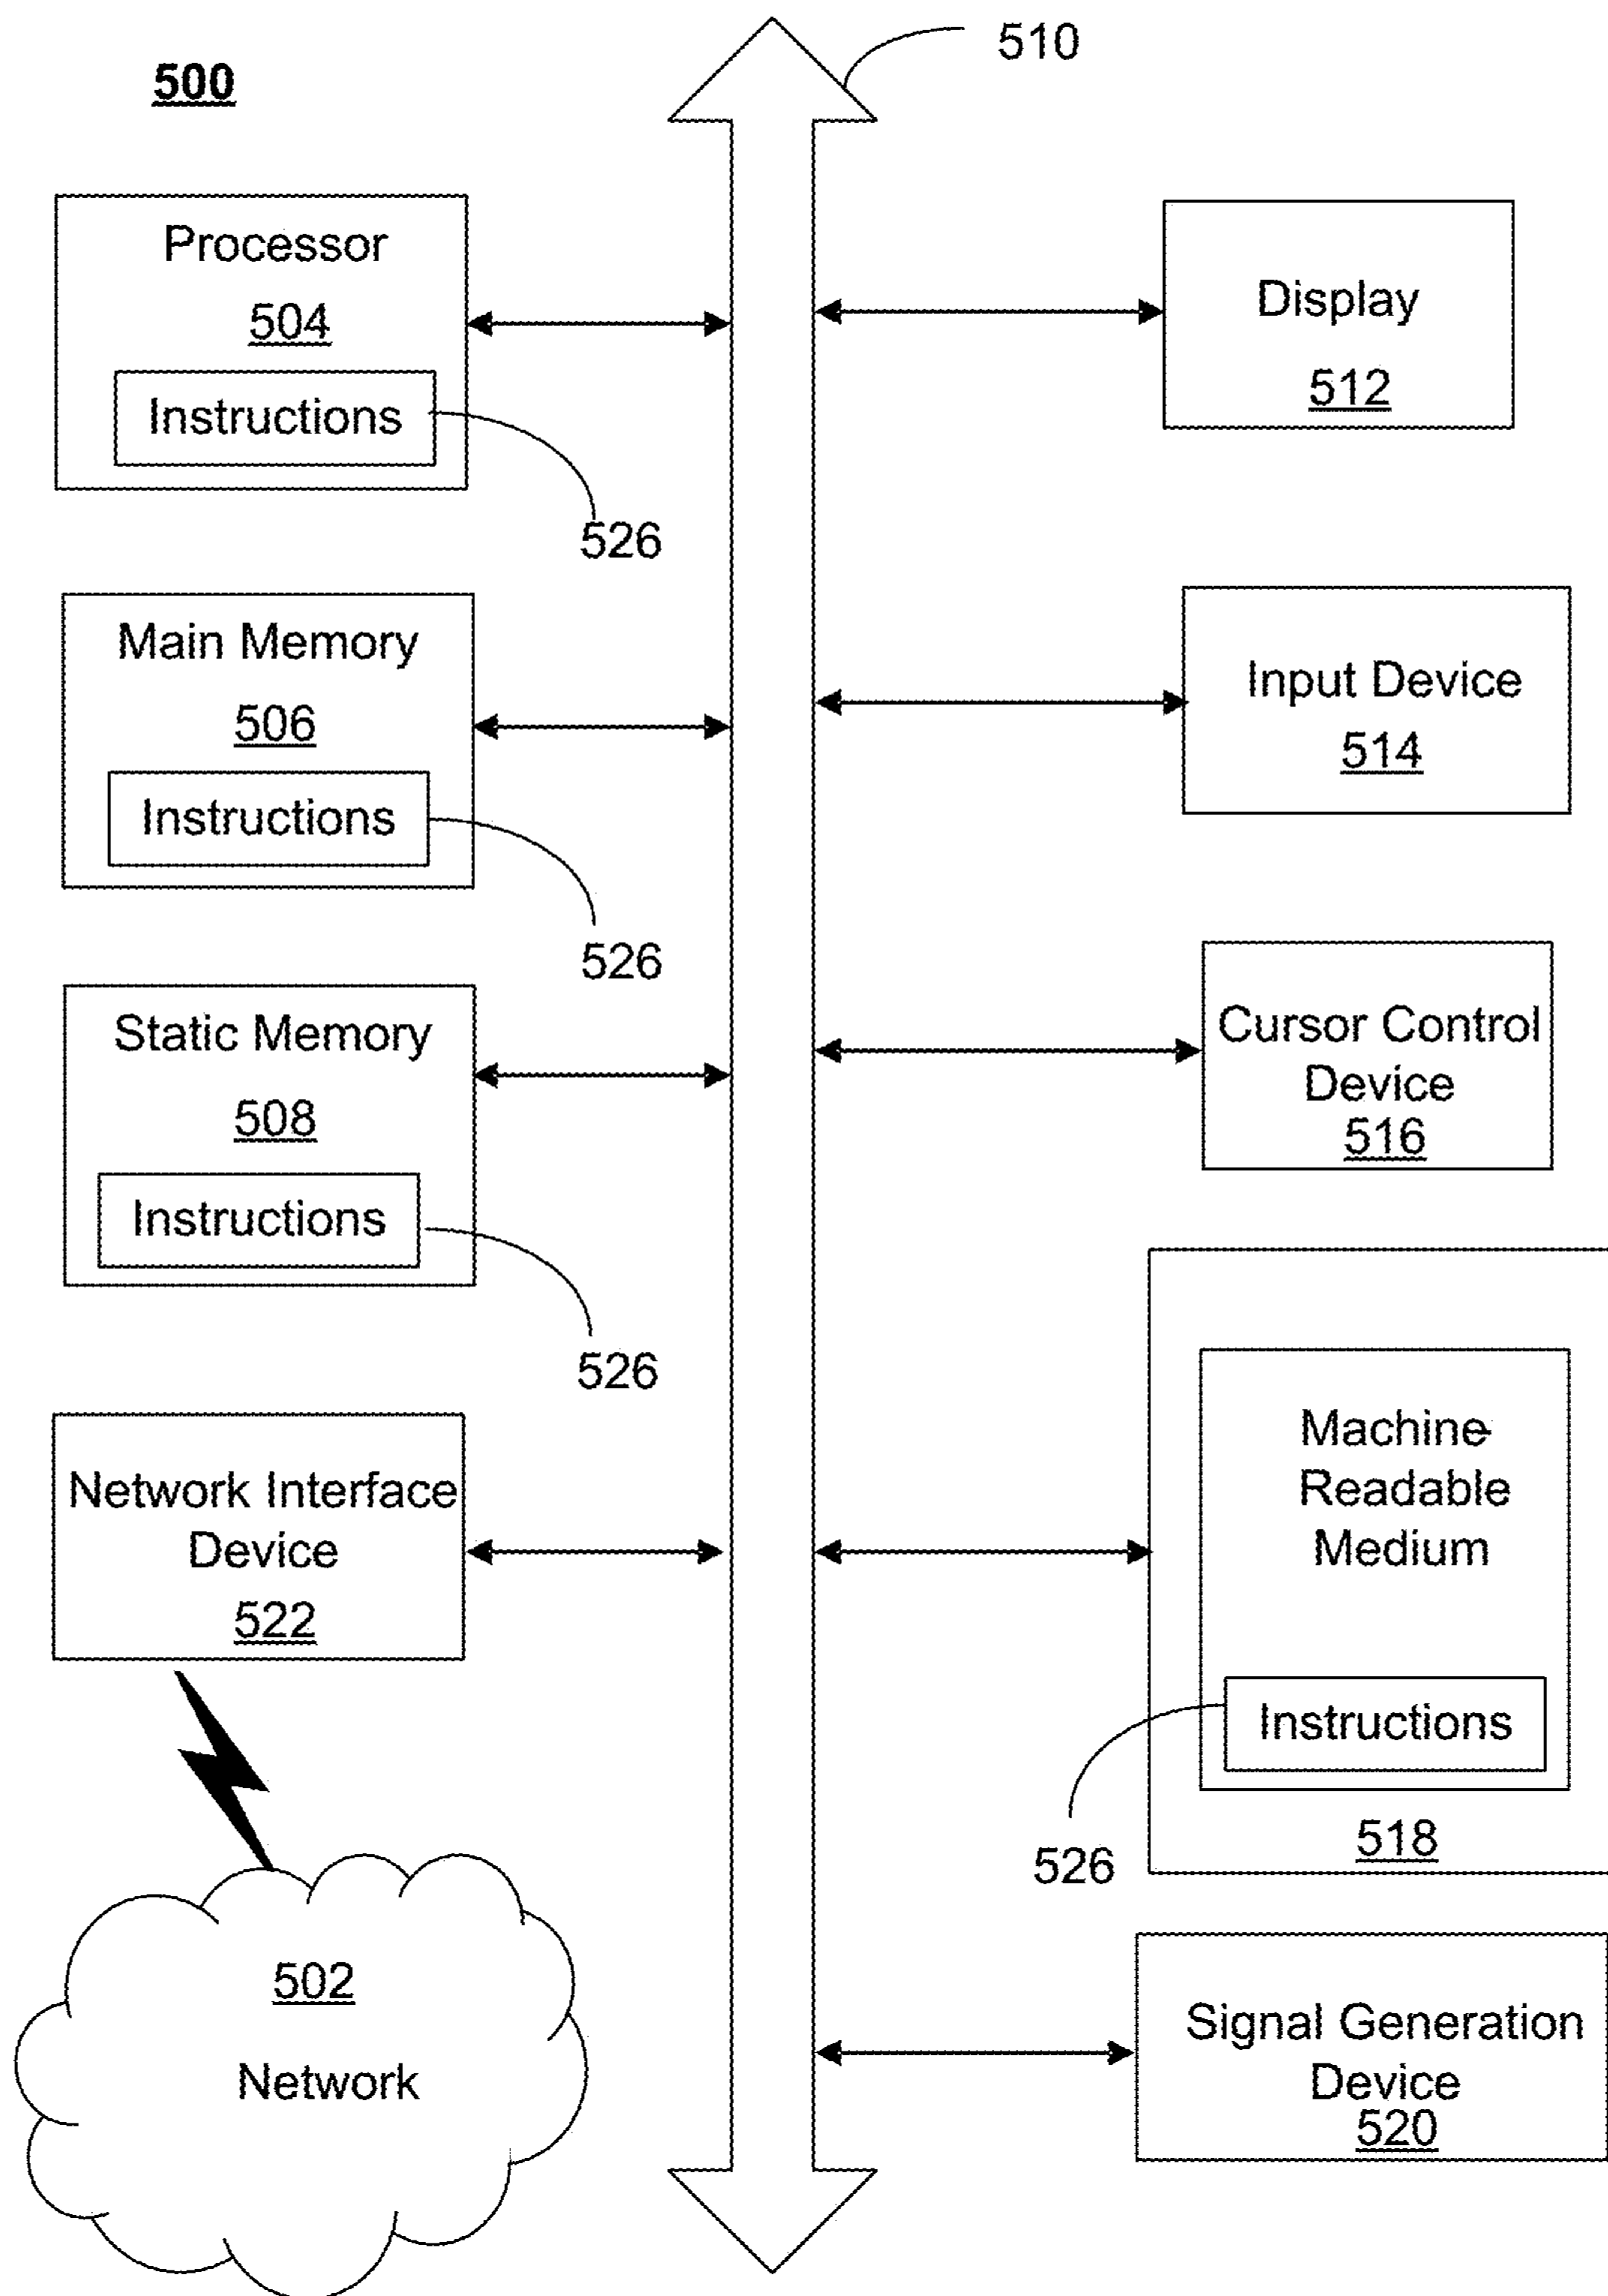 500
510
Processor
504
Instructions
526
Main Memory
506
Instructions
526
Static Memory
508
Instructions
526
Network Interface
Device
522
502
Network
Display
512
Input Device
514
Cursor Control
Device
516
Machine-
Readable
Medium
Instructions
526
518
Signal Generation
Device
520